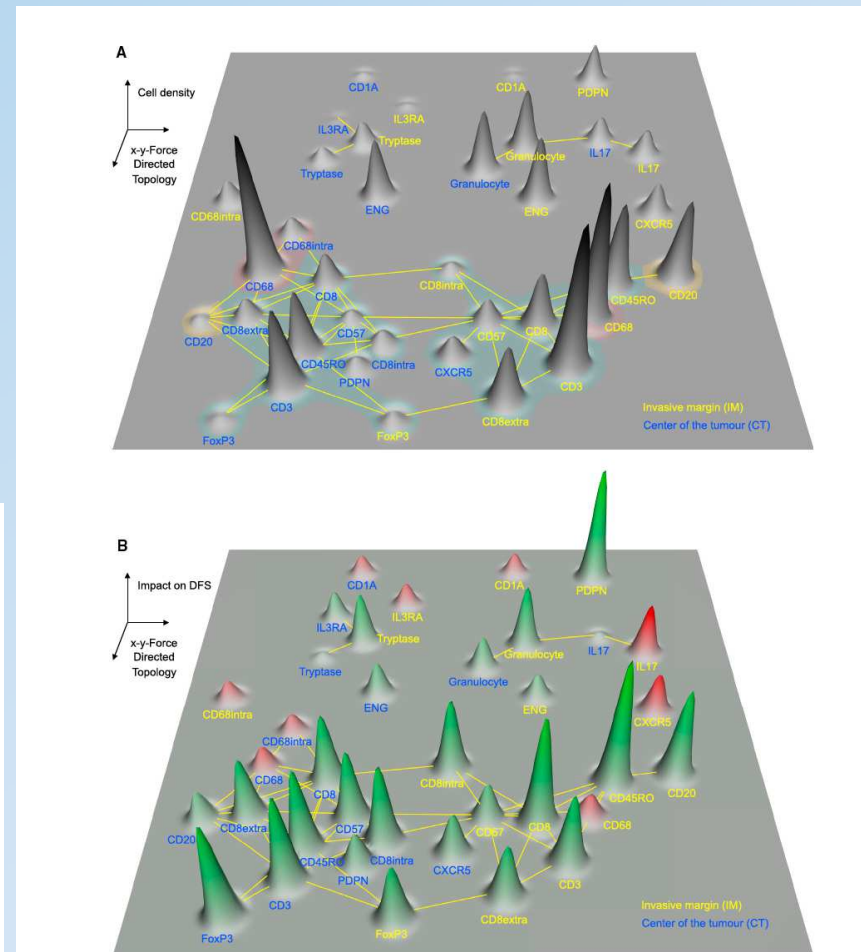 A
Cell density
x-y-Force
Directed
Topology
CD1A
CD1A
PDPN
IL3RA
IL3RA
Tryptase
Tryptase
ENG
Granulocyte
Granulocyte
IL17
IL17
ENG
CXCR5
CD68intra
CD68intra
CD68
CD8
CD8intra
CD45RO
CD20
CD20
CD8extra
CD57
CD57
CD8
CD68
CD45RO
CD8intra
PDPN
CXCR5
CD3
CD3
CD8extra
FoxP3
FoxP3
Invasive margin (IM)
Center of the tumour (CT)
B
Impact on DFS
x-y-Force
Directed
Topology
CD1A
CD1A
PDPN
IL3RA
IL3RA
Tryptase
Tryptase
Granulocyte
Granulocyte
IL17
IL17
ENG
ENG
CXCR5
CD68intra
CD68intra
CD68
CD8
CD8intra
CD45RO
CD20
CD20
CD8extra
CD57
CD57
CD8
CD68
CD45RO
CD8intra
PDPN
CXCR5
CD3
CD3
CD8extra
FoxP3
FoxP3
Invasive margin (IM)
Center of the tumour (CT)